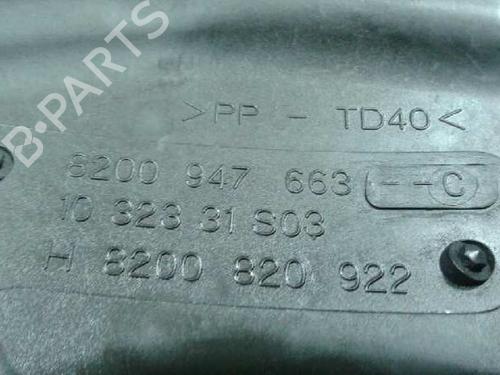 B-PARTS
>PP - TD40<
8200 947 663 --C
10 323 31 S03
H 8200 820 922